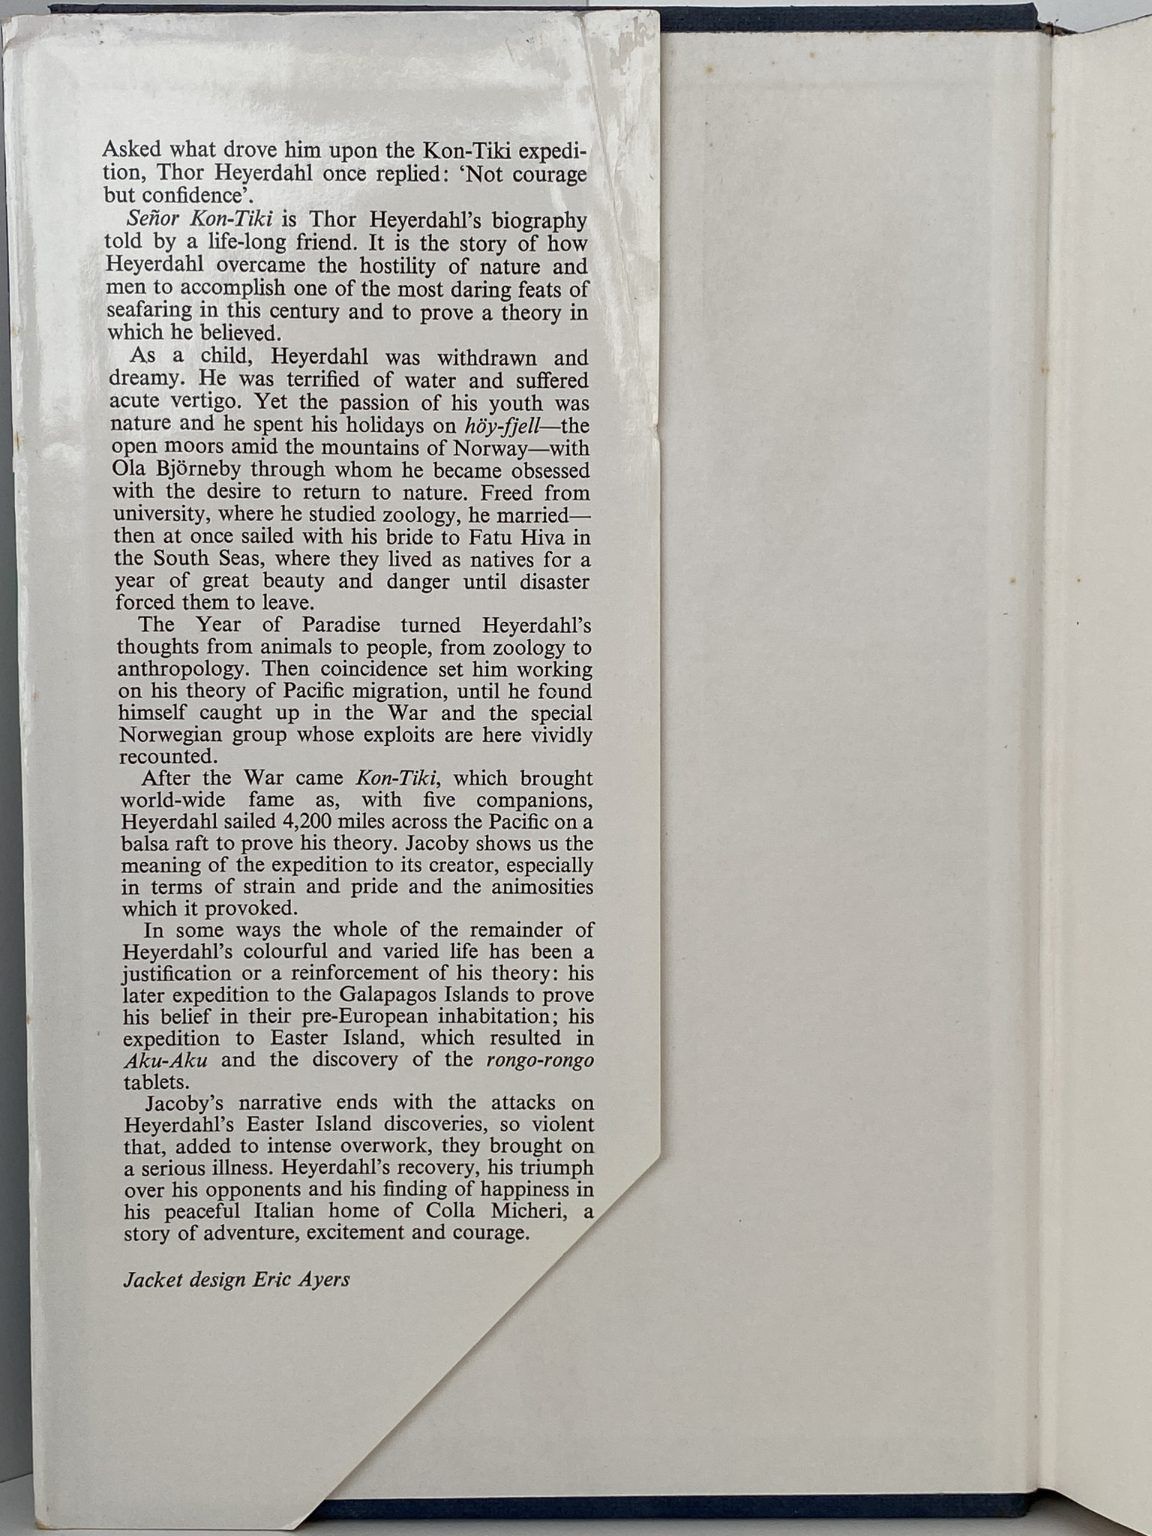 Asked what drove him upon the Kon-Tiki expedi-
tion, Thor Heyerdahl once replied: ‘Not courage
but confidence’.
Señor Kon-Tiki is Thor Heyerdahl’s biography
told by a life-long friend. It is the story of how
Heyerdahl overcame the hostility of nature and
men to accomplish one of the most daring feats of
seafaring in this century and to prove a theory in
which he believed.
As a child, Heyerdahl was withdrawn and
dreamy. He was terrified of water and suffered
acute vertigo. Yet the passion of his youth was
nature and he spent his holidays on höy-fjell—the
open moors amid the mountains of Norway—with
Ola Björneby through whom he became obsessed
with the desire to return to nature. Freed from
university, where he studied zoology, he married—
then at once sailed with his bride to Fatu Hiva in
the South Seas, where they lived as natives for a
year of great beauty and danger until disaster
forced them to leave.
The Year of Paradise turned Heyerdahl’s
thoughts from animals to people, from zoology to
anthropology. Then coincidence set him working
on his theory of Pacific migration, until he found
himself caught up in the War and the special
Norwegian group whose exploits are here vividly
recounted.
After the War came Kon-Tiki, which brought
world-wide fame as, with five companions,
Heyerdahl sailed 4,200 miles across the Pacific on a
balsa raft to prove his theory. Jacoby shows us the
meaning of the expedition to its creator, especially
in terms of strain and pride and the animosities
which it provoked.
In some ways the whole of the remainder of
Heyerdahl’s colourful and varied life has been a
justification or a reinforcement of his theory: his
later expedition to the Galapagos Islands to prove
his belief in their pre-European inhabitation; his
expedition to Easter Island, which resulted in
Aku-Aku and the discovery of the rongo-rongo
tablets.
Jacoby’s narrative ends with the attacks on
Heyerdahl’s Easter Island discoveries, so violent
that, added to intense overwork, they brought on
a serious illness. Heyerdahl’s recovery, his triumph
over his opponents and his finding of happiness in
his peaceful Italian home of Colla Micheri, a
story of adventure, excitement and courage.
Jacket design Eric Ayers